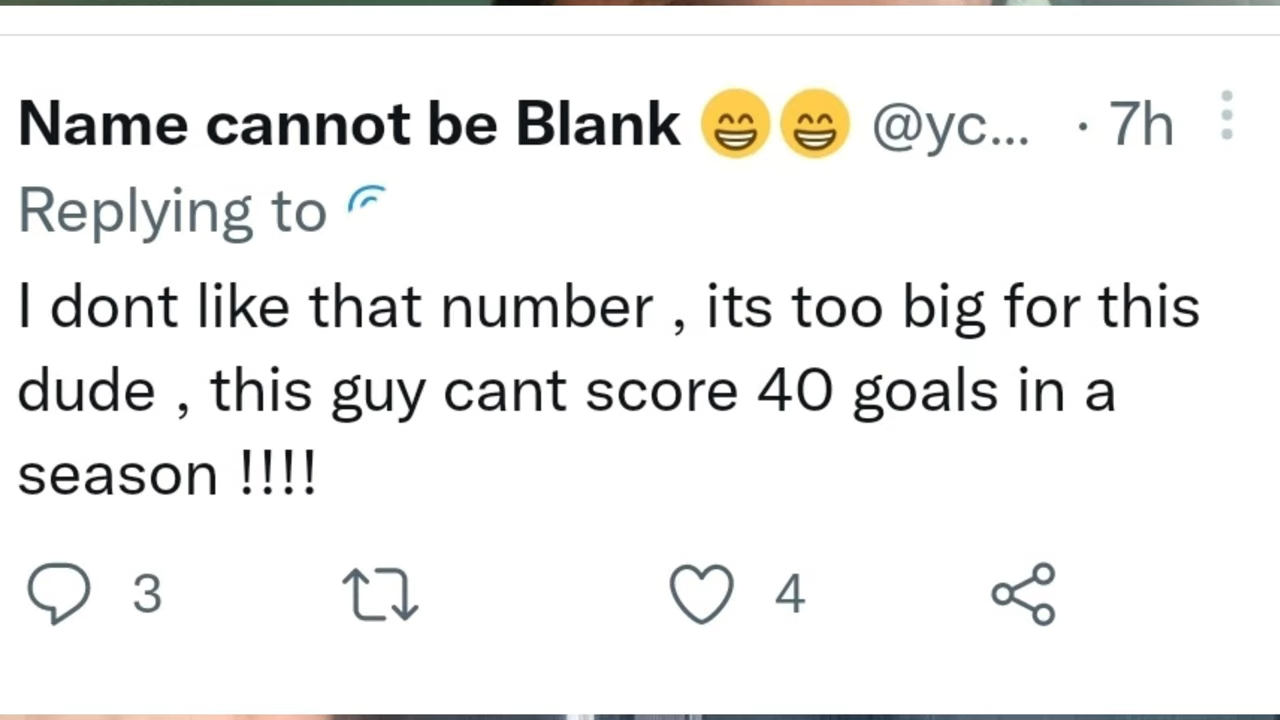 Name cannot be Blank 😁😁 @yc... · 7h
Replying to
I dont like that number , its too big for this
dude , this guy cant score 40 goals in a
season !!!!
3 4